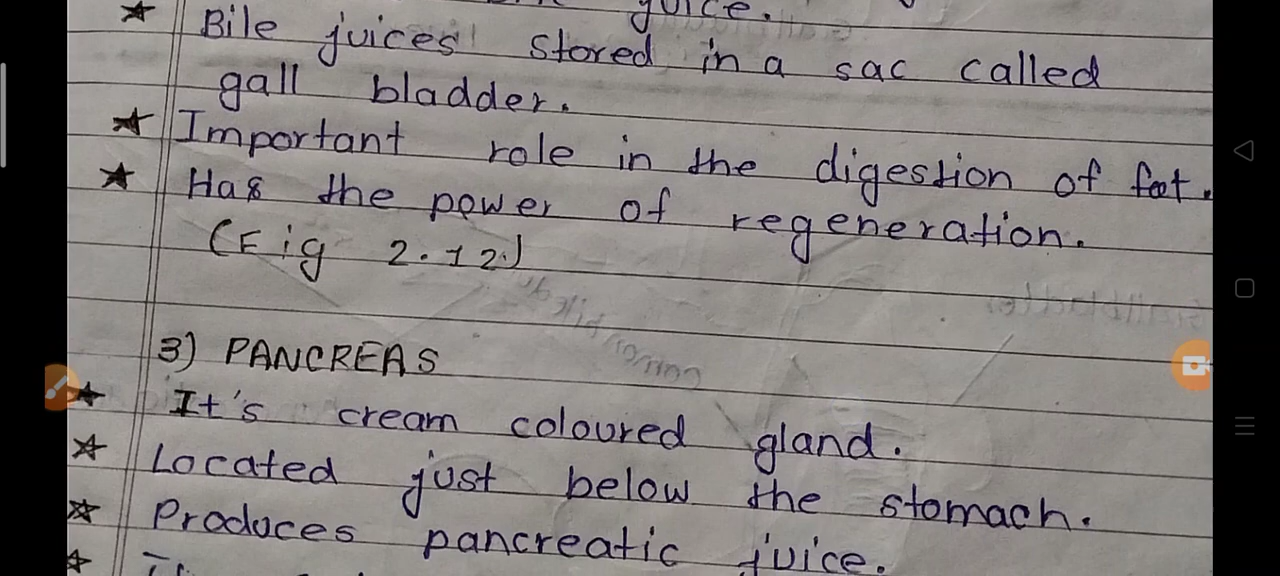 juice.
★ Bile juices stored in a sac called
gall bladder.
★ Important role in the digestion of fat.
★ Has the power of regeneration.
(Fig 2.12)
3) PANCREAS
★ It's cream coloured gland.
★ Located just below the stomach.
★ Produces pancreatic juice.